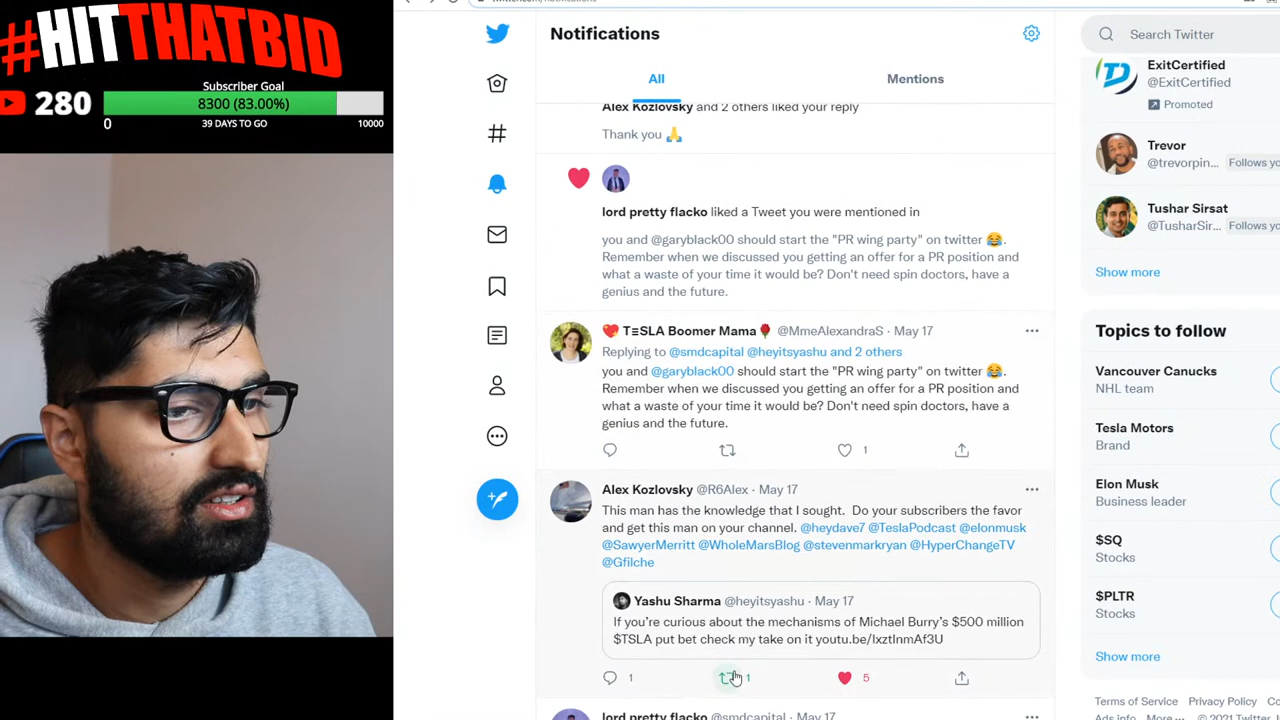 #HITTHATBID
Subscriber Goal
280
8300 (83.00%)
0
39 DAYS TO GO
10000
Notifications
All
Mentions
Alex Kozlovsky and 2 others liked your reply
Thank you 🙏
lord pretty flacko liked a Tweet you were mentioned in
you and @garyblack00 should start the "PR wing party" on twitter 😂.
Remember when we discussed you getting an offer for a PR position and
what a waste of your time it would be? Don't need spin doctors, have a
genius and the future.
💖 T≡SLA Boomer Mama🌹 @MmeAlexandraS · May 17
Replying to @smdcapital @heyitsyashu and 2 others
you and @garyblack00 should start the "PR wing party" on twitter 😂.
Remember when we discussed you getting an offer for a PR position and
what a waste of your time it would be? Don't need spin doctors, have a
genius and the future.
1
Alex Kozlovsky @R6Alex · May 17
This man has the knowledge that I sought. Do your subscribers the favor
and get this man on your channel. @heydave7 @TeslaPodcast @elonmusk
@SawyerMerritt @WholeMarsBlog @stevenmarkryan @HyperChangeTV
@Gfilche
Yashu Sharma @heyitsyashu · May 17
If you're curious about the mechanisms of Michael Burry's $500 million
$TSLA put bet check my take on it youtu.be/IxztlnmAf3U
1
1
5
lord pretty flacko @smdcapital · May 17
Search Twitter
ExitCertified
@ExitCertified
Promoted
Trevor
@trevorpin... Follows yo
Tushar Sirsat
@TusharSir... Follows yo
Show more
Topics to follow
Vancouver Canucks
NHL team
Tesla Motors
Brand
Elon Musk
Business leader
$SQ
Stocks
$PLTR
Stocks
Show more
Terms of Service Privacy Policy
Ads info More ... © 2021 Twitter